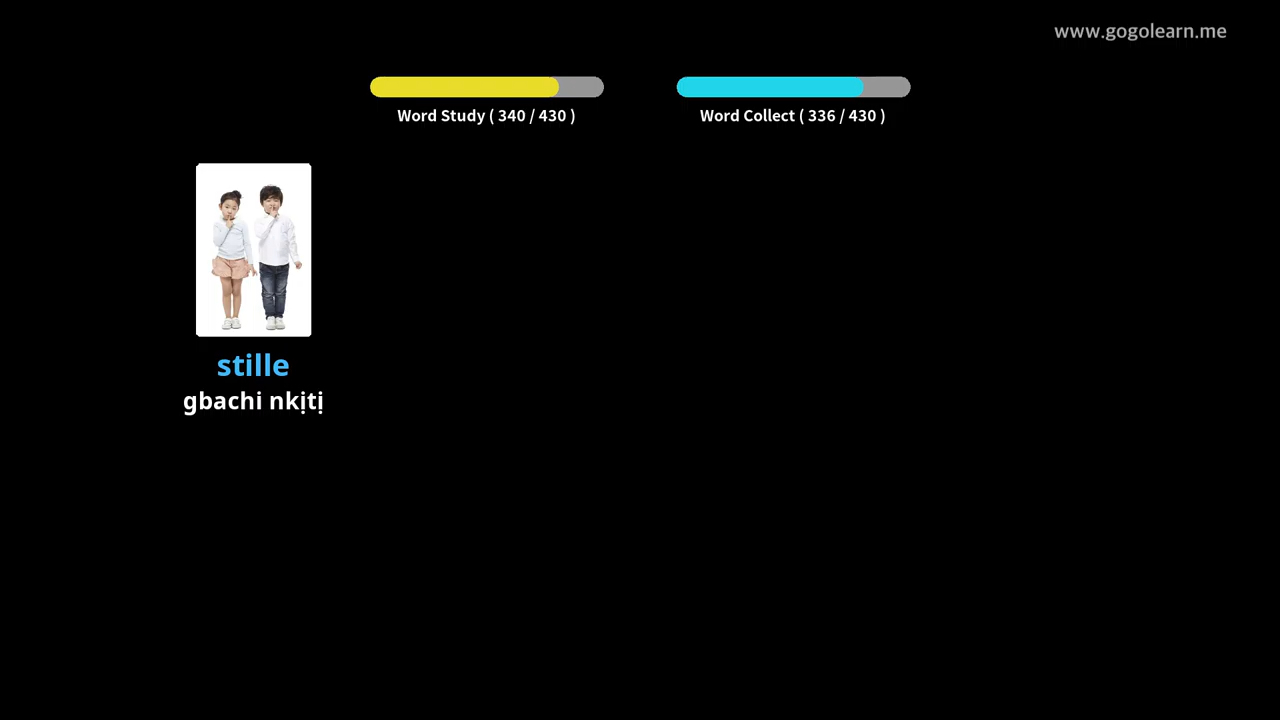 www.gogolearn.me
Word Study ( 340 / 430 )
Word Collect ( 336 / 430 )
stille
gbachi nkịtị